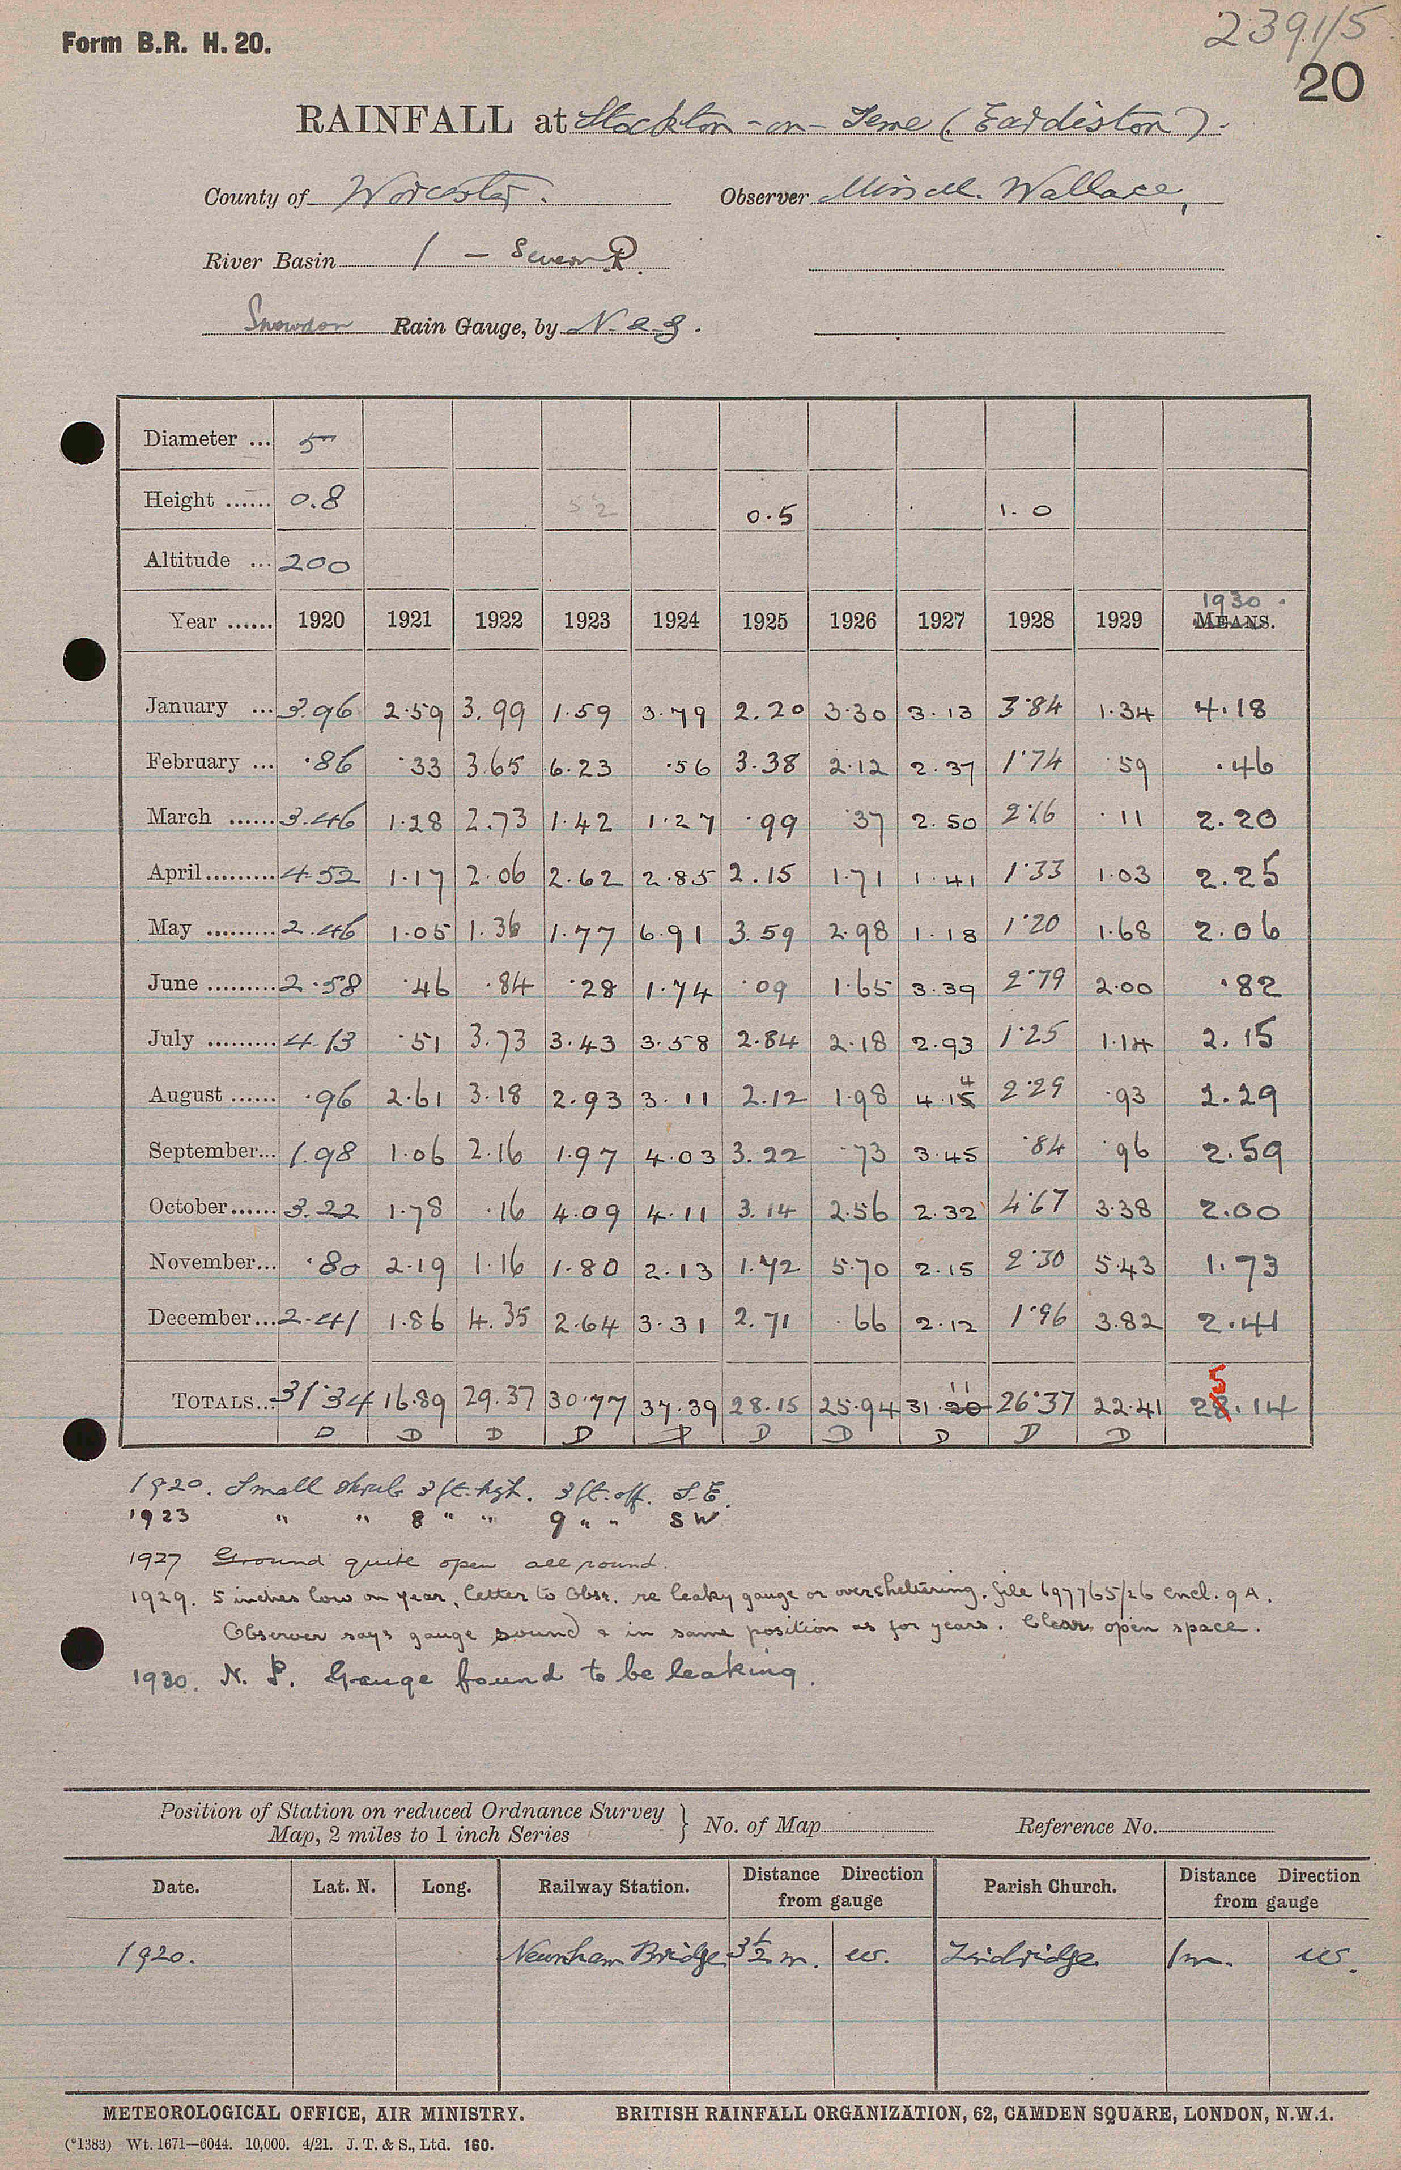 Form B.R. H. 20.
2391/5
20
RAINFALL at Stockton-on-Teme (Eardiston).
County of Worcester. Observer Miss M. Wallace,
River Basin 1 - Severn R.
Snowdon Rain Gauge, by N. & Z.
Diameter ... 5
Height ...... 0.8 0.5 1.0
Altitude ... 200
Year ...... 1920 1921 1922 1923 1924 1925 1926 1927 1928 1929 1930 MEANS.
January ... 3.96 2.59 3.99 1.59 3.79 2.20 3.30 3.13 3.84 1.34 4.18
February ... .86 .33 3.65 6.23 .56 3.38 2.12 2.37 1.74 .59 .46
March ...... 3.46 1.28 2.73 1.42 1.27 .99 .37 2.50 2.16 .11 2.20
April......... 4.52 1.17 2.06 2.62 2.85 2.15 1.71 1.41 1.33 1.03 2.25
May ......... 2.46 1.05 1.36 1.77 6.91 3.59 2.98 1.18 1.20 1.68 2.06
June ......... 2.58 .46 .84 .28 1.74 .09 1.65 3.39 2.79 2.00 .82
July ......... 4.13 .51 3.73 3.43 3.58 2.84 2.18 2.93 1.25 1.14 2.15
August ...... .96 2.61 3.18 2.93 3.11 2.12 1.98 4.15 4 2.29 .93 2.29
September... 1.98 1.06 2.16 1.97 4.03 3.22 .73 3.45 .84 .96 2.59
October...... 3.22 1.78 .16 4.09 4.11 3.14 2.56 2.32 4.67 3.38 2.00
November... .80 2.19 1.16 1.80 2.13 1.72 5.70 2.15 2.30 5.43 1.73
December... 2.41 1.86 4.35 2.64 3.31 2.71 .66 2.12 1.96 3.82 2.41
TOTALS... 31.34 16.89 29.37 30.77 37.39 28.15 25.94 31.20 11 26.37 22.41 28.14 5
D D D D D D D D D D
1920. Small shrub 3 ft. high. 3 ft. off. S.E.
1923 " " 8 " " 9 " " SW
1927 Ground quite open all round.
1929. 5 inches low on year, letter to Obsr. re leaky gauge or oversheltering. file 697765/26 encl. 9A.
Observer says gauge sound & in same position as for years. Clear, open space.
1930. N. P. Gauge found to be leaking.
Position of Station on reduced Ordnance Survey
Map, 2 miles to 1 inch Series } No. of Map Reference No.
Date. Lat. N. Long. Railway Station. Distance Direction from gauge Parish Church. Distance Direction from gauge
1920. Newnham Bridge 3½ m. W. Lindridge 1 m. W.
METEOROLOGICAL OFFICE, AIR MINISTRY. BRITISH RAINFALL ORGANIZATION, 62, CAMDEN SQUARE, LONDON, N.W.1.
(*1383) Wt. 1671—6044. 10,000. 4/21. J. T. & S., Ltd. 160.